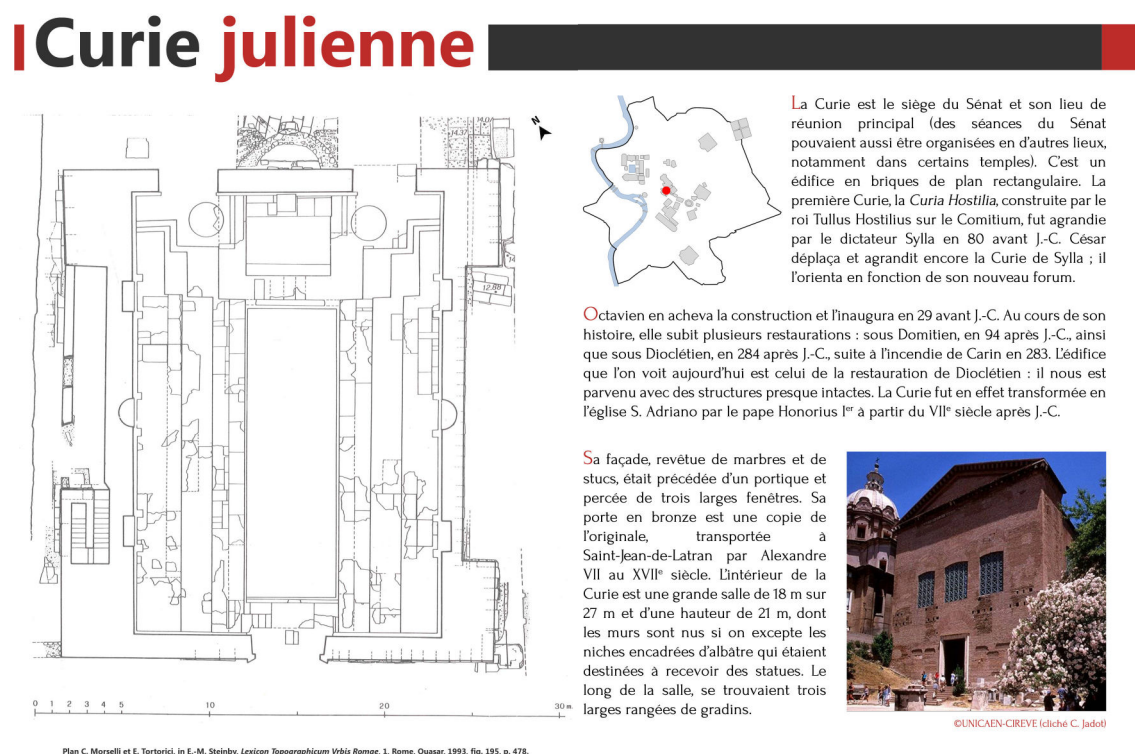 Curie julienne
La Curie est le siège du Sénat et son lieu de
réunion principal (des séances du Sénat
pouvaient aussi être organisées en d’autres lieux,
notamment dans certains temples). C’est un
édifice en briques de plan rectangulaire. La
première Curie, la Curia Hostilia, construite par le
roi Tullus Hostilius sur le Comitium, fut agrandie
par le dictateur Sylla en 80 avant J.-C. César
déplaça et agrandit encore la Curie de Sylla ; il
l’orienta en fonction de son nouveau forum.
Octavien en acheva la construction et l’inaugura en 29 avant J.-C. Au cours de son
histoire, elle subit plusieurs restaurations : sous Domitien, en 94 après J.-C., ainsi
que sous Dioclétien, en 284 après J.-C., suite à l’incendie de Carin en 283. L’édifice
que l’on voit aujourd’hui est celui de la restauration de Dioclétien : il nous est
parvenu avec des structures presque intactes. La Curie fut en effet transformée en
l’église S. Adriano par le pape Honorius Ier à partir du VIIe siècle après J.-C.
Sa façade, revêtue de marbres et de
stucs, était précédée d’un portique et
percée de trois larges fenêtres. Sa
porte en bronze est une copie de
l’originale, transportée à
Saint-Jean-de-Latran par Alexandre
VII au XVIIe siècle. L’intérieur de la
Curie est une grande salle de 18 m sur
27 m et d’une hauteur de 21 m, dont
les murs sont nus si on excepte les
niches encadrées d’albâtre qui étaient
destinées à recevoir des statues. Le
long de la salle, se trouvaient trois
larges rangées de gradins.
©UNICAEN-CIREVE (cliché C. Jadot)
N
14.37
12.88
0 1 2 3 4 5 10 20 30 m.
Plan C. Morselli et E. Tortorici, in E.-M. Steinby, Lexicon Topographicum Vrbis Romae, 1, Rome, Quasar, 1993, fig. 195, p. 478.